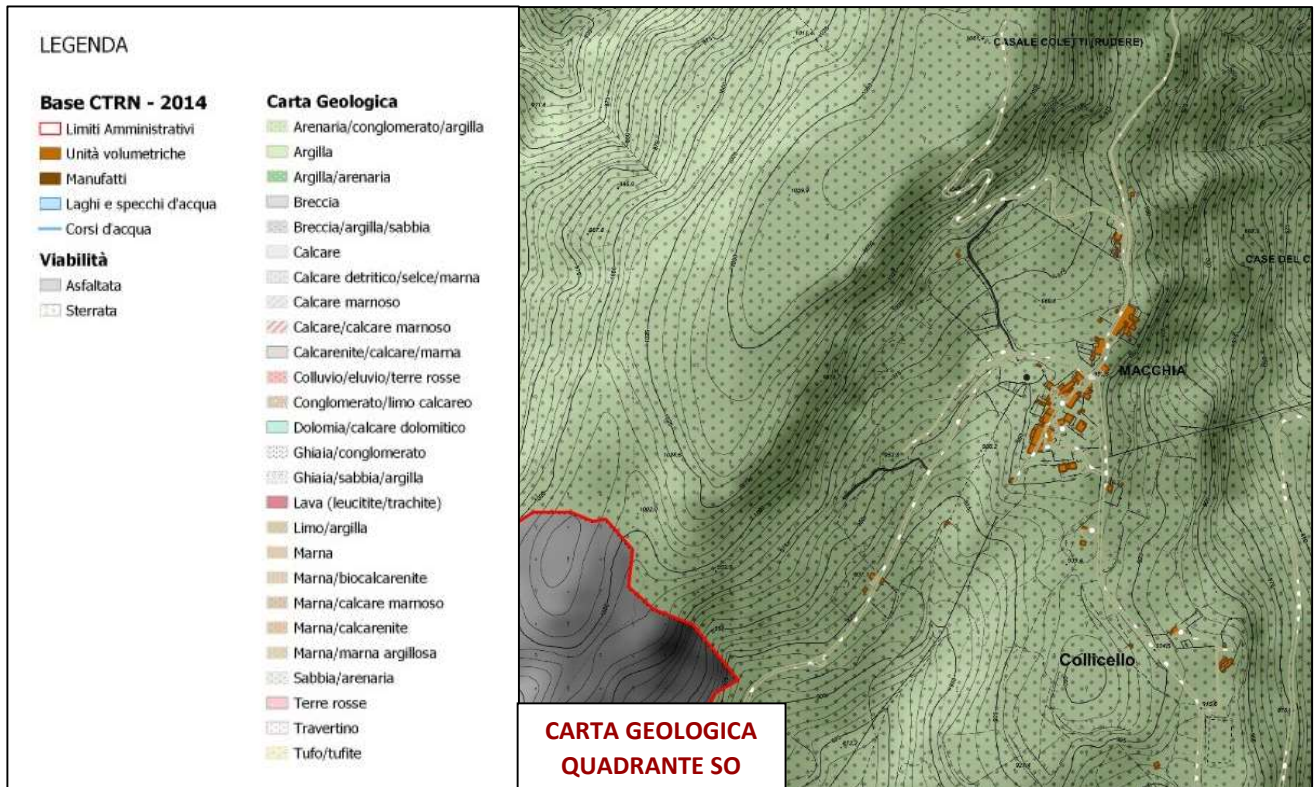 LEGENDA
Base CTRN - 2014
Limiti Amministrativi
Unità volumetriche
Manufatti
Laghi e specchi d'acqua
Corsi d'acqua
Viabilità
Asfaltata
Sterrata
Carta Geologica
Arenaria/conglomerato/argilla
Argilla
Argilla/arenaria
Breccia
Breccia/argilla/sabbia
Calcare
Calcare detritico/selce/marna
Calcare marnoso
Calcare/calcare marnoso
Calcarenite/calcare/marna
Colluvio/eluvio/terre rosse
Conglomerato/limo calcareo
Dolomia/calcare dolomitico
Ghiaia/conglomerato
Ghiaia/sabbia/argilla
Lava (leucitite/trachite)
Limo/argilla
Marna
Marna/biocalcarenite
Marna/calcare marnoso
Marna/calcarenite
Marna/marna argillosa
Sabbia/arenaria
Terre rosse
Travertino
Tufo/tufite
CASALE COLETTI (RUDERE)
CASE DEL C
MACCHIA
Collicello
CARTA GEOLOGICA
QUADRANTE SO